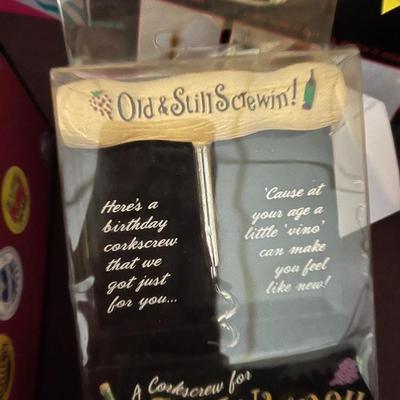 Old & Still Screwin'!
Here's a
birthday
corkscrew
that we
got just
for you...
'Cause at
your age a
little 'vino'
can make
you feel
like new!
A Corkscrew for